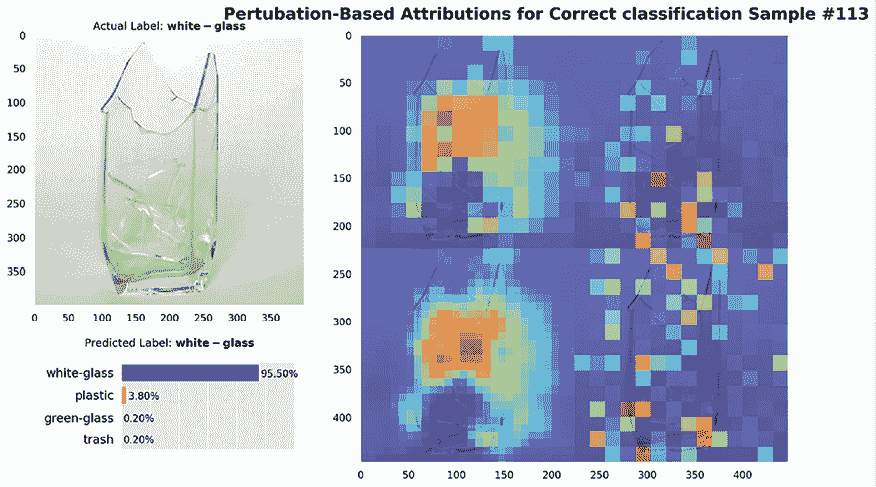 Pertubation-Based Attributions for Correct classification Sample #113
Actual Label: white – glass
0
50
100
150
200
250
300
350
0 50 100 150 200 250 300 350
Predicted Label: white – glass
white-glass 95.50%
plastic 3.80%
green-glass 0.20%
trash 0.20%
0
50
100
150
200
250
300
350
400
0 50 100 150 200 250 300 350 400